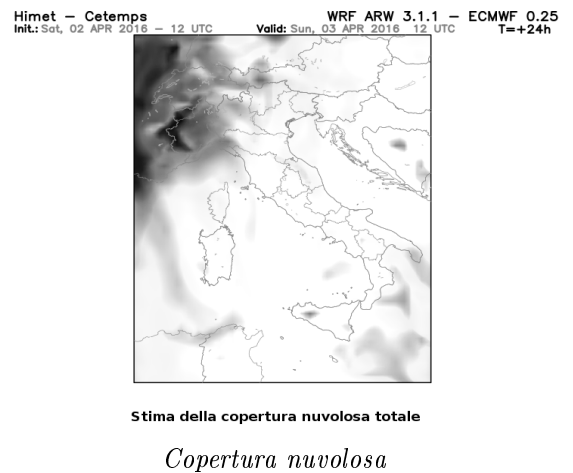 Himet - Cetemps WRF ARW 3.1.1 - ECMWF 0.25
Init.: Sat, 02 APR 2016 - 12 UTC Valid: Sun, 03 APR 2016 12 UTC T=+24h
Stima della copertura nuvolosa totale
Copertura nuvolosa